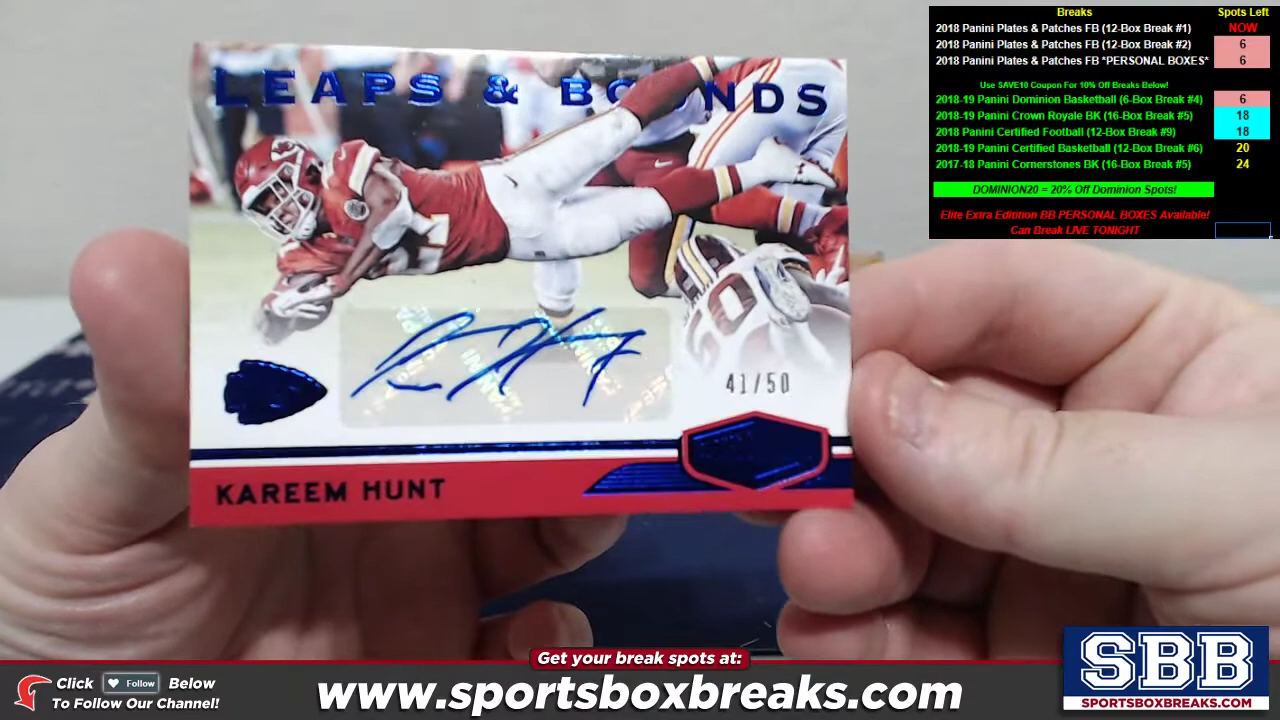 LEAPS & BOUNDS
41/50
KAREEM HUNT
Breaks Spots Left
2018 Panini Plates & Patches FB (12-Box Break #1) NOW
2018 Panini Plates & Patches FB (12-Box Break #2) 6
2018 Panini Plates & Patches FB *PERSONAL BOXES* 6
Use SAVE10 Coupon For 10% Off Breaks Below!
2018-19 Panini Dominion Basketball (6-Box Break #4) 6
2018-19 Panini Crown Royale BK (16-Box Break #5) 18
2018 Panini Certified Football (12-Box Break #9) 18
2018-19 Panini Certified Basketball (12-Box Break #6) 20
2017-18 Panini Cornerstones BK (16-Box Break #5) 24
DOMINION20 = 20% Off Dominion Spots!
Elite Extra Edittion BB PERSONAL BOXES Available!
Can Break LIVE TONIGHT
Get your break spots at:
Click Follow Below
To Follow Our Channel!
www.sportsboxbreaks.com
SBB
SPORTSBOXBREAKS.COM